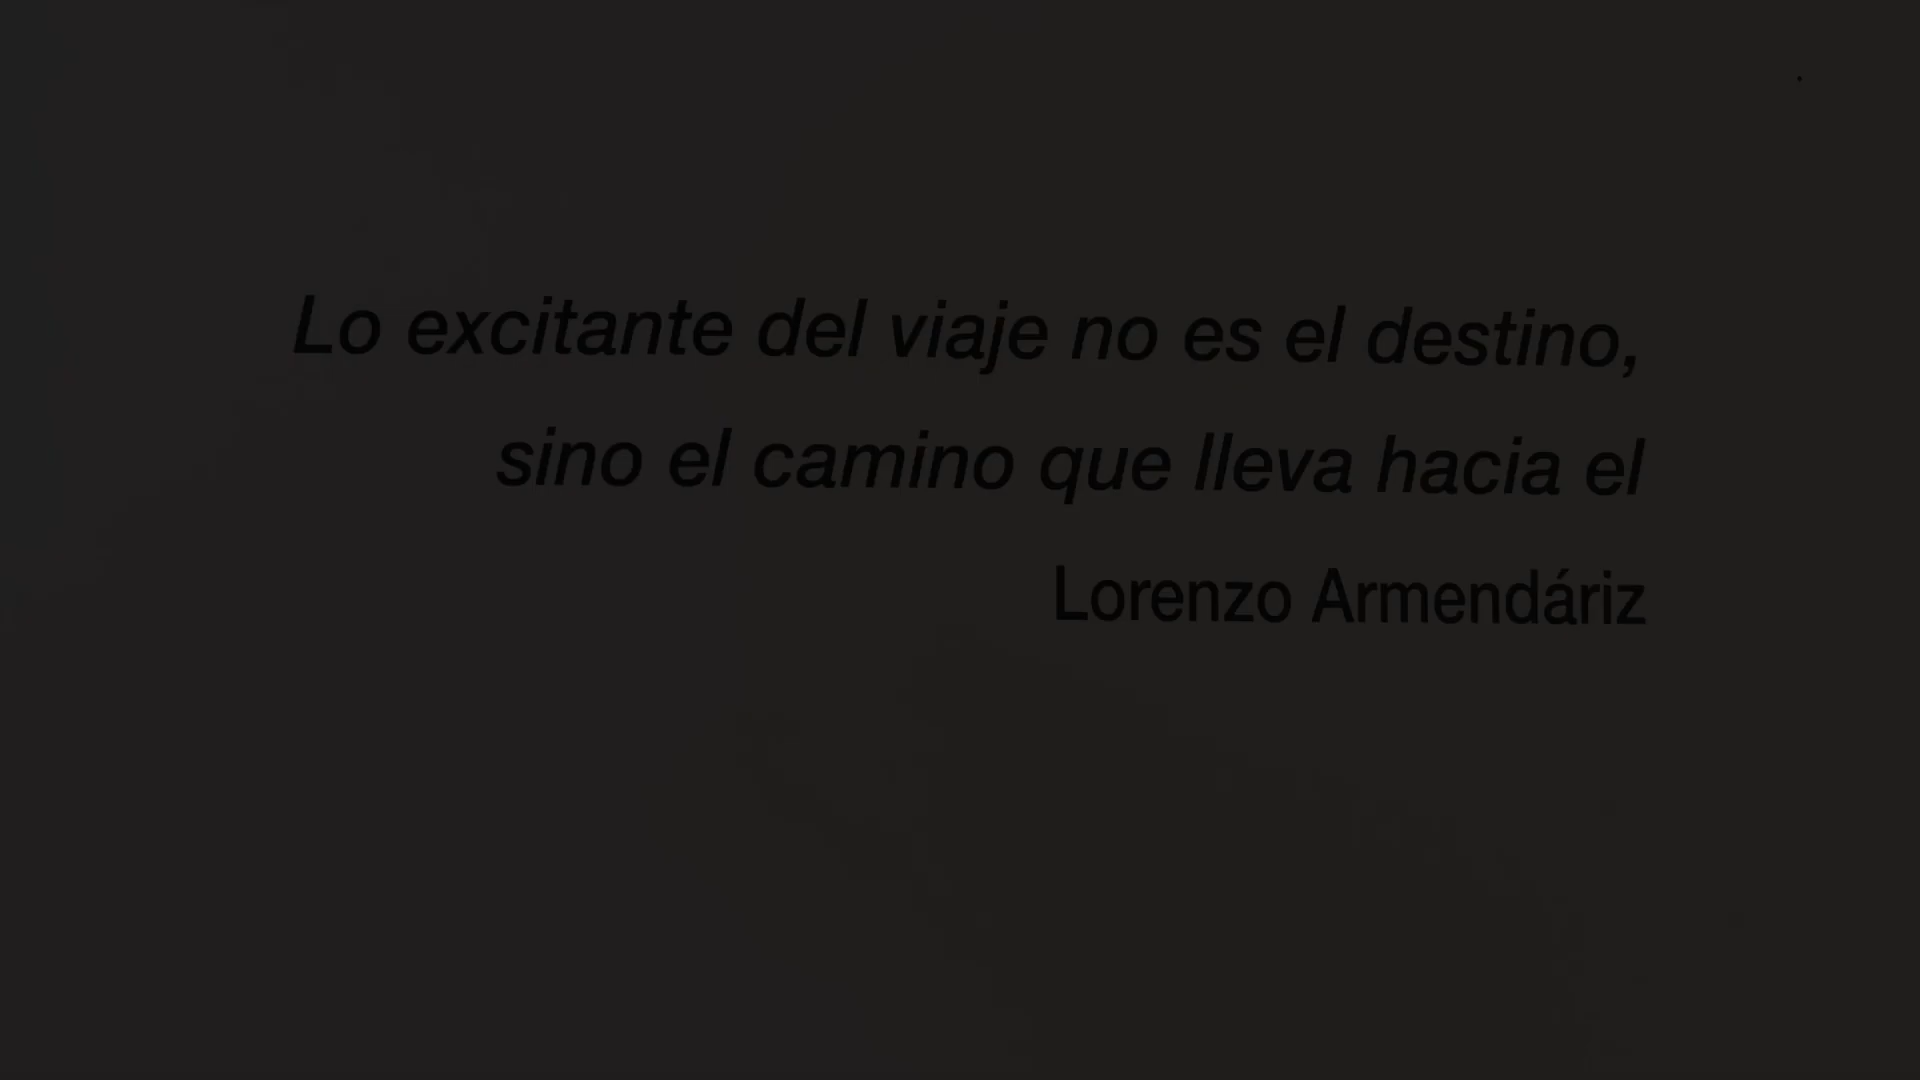 Lo excitante del viaje no es el destino,
sino el camino que lleva hacia el
Lorenzo Armendáriz